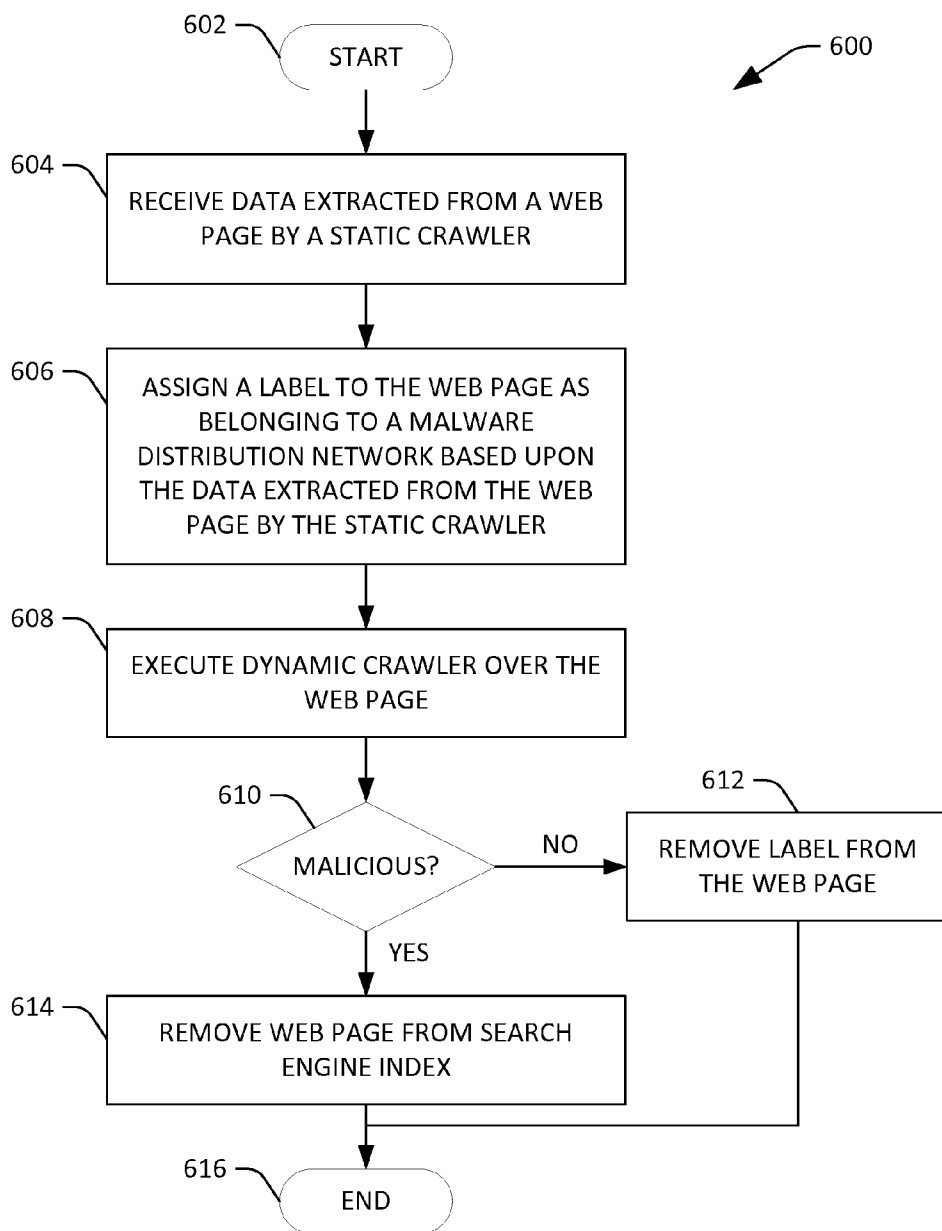 602
START
600
604
RECEIVE DATA EXTRACTED FROM A WEB
PAGE BY A STATIC CRAWLER
606
ASSIGN A LABEL TO THE WEB PAGE AS
BELONGING TO A MALWARE
DISTRIBUTION NETWORK BASED UPON
THE DATA EXTRACTED FROM THE WEB
PAGE BY THE STATIC CRAWLER
608
EXECUTE DYNAMIC CRAWLER OVER THE
WEB PAGE
610
MALICIOUS?
NO
612
REMOVE LABEL FROM
THE WEB PAGE
YES
614
REMOVE WEB PAGE FROM SEARCH
ENGINE INDEX
616
END